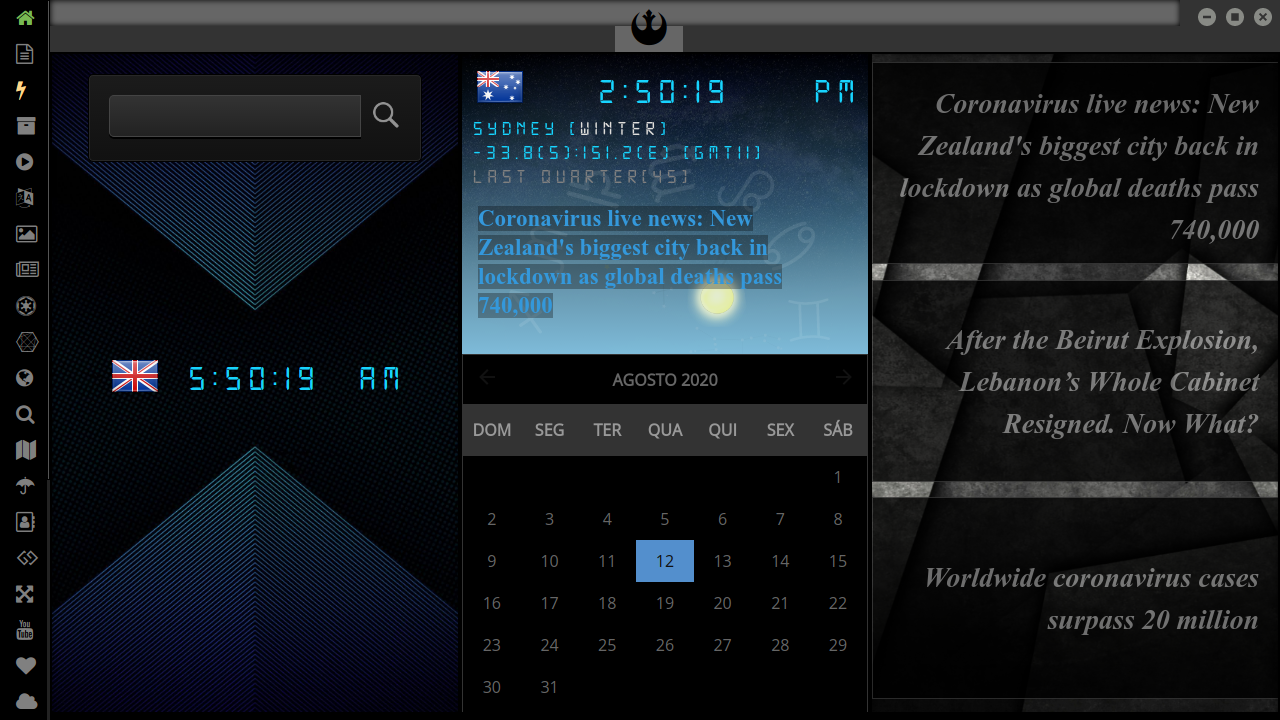 5:50:19 AM
2:50:19 PM
SYDNEY (WINTER)
-33.8(S):151.2(E) (GMT11)
LAST QUARTER(45)
Coronavirus live news: New
Zealand's biggest city back in
lockdown as global deaths pass
740,000
AGOSTO 2020
DOM SEG TER QUA QUI SEX SÁB
1
2 3 4 5 6 7 8
9 10 11 12 13 14 15
16 17 18 19 20 21 22
23 24 25 26 27 28 29
30 31
Coronavirus live news: New
Zealand's biggest city back in
lockdown as global deaths pass
740,000
After the Beirut Explosion,
Lebanon’s Whole Cabinet
Resigned. Now What?
Worldwide coronavirus cases
surpass 20 million
You
Tube